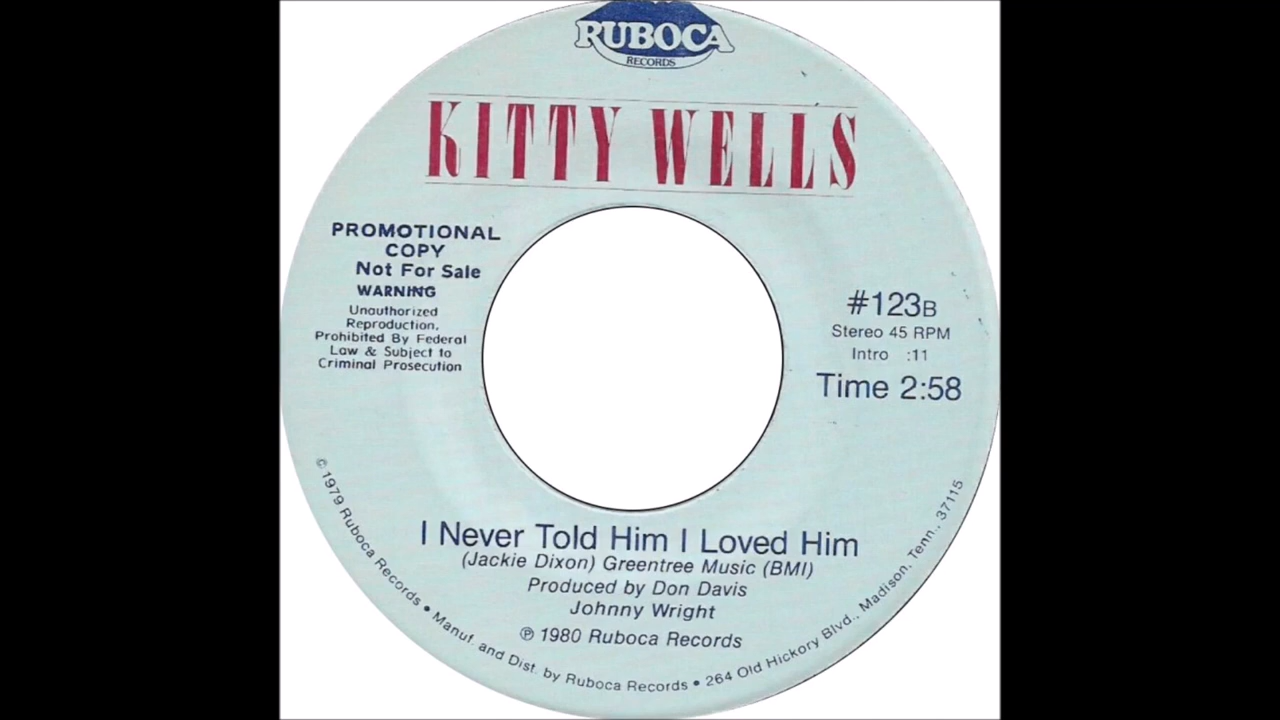 RUBOCA
RECORDS
KITTY WELLS
PROMOTIONAL
COPY
Not For Sale
WARNING
Unauthorized
Reproduction,
Prohibited By Federal
Law & Subject to
Criminal Prosecution
#123B
Stereo 45 RPM
Intro :11
Time 2:58
I Never Told Him I Loved Him
(Jackie Dixon) Greentree Music (BMI)
Produced by Don Davis
Johnny Wright
℗ 1980 Ruboca Records
© 1979 Ruboca Records • Manuf. and Dist. by Ruboca Records • 264 Old Hickory Blvd., Madison, Tenn., 37115